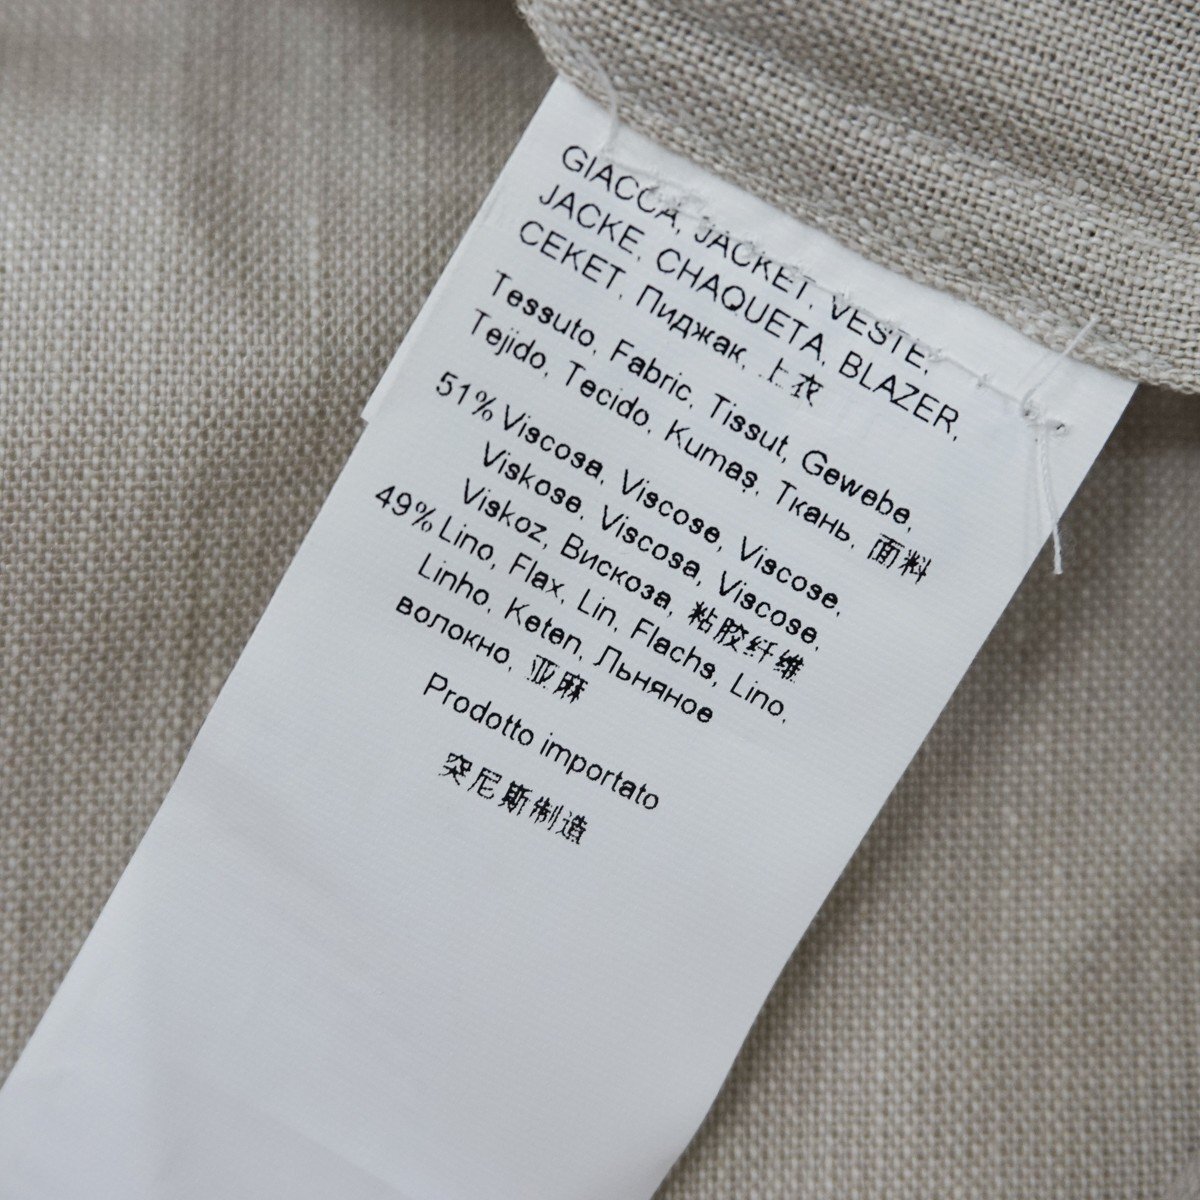 GIACCA, JACKET, VESTE,
JACKE, CHAQUETA, BLAZER,
CEKET, Пиджак, 上衣
Tessuto, Fabric, Tissut, Gewebe,
Tejido, Tecido, Kumaş, Ткань, 面料
51% Viscosa, Viscose, Viscose,
Viskose, Viscosa, Viscose,
Viskoz, Вискоза, 粘胶纤维
49% Lino, Flax, Lin, Flachs, Lino,
Linho, Keten, Льняное
волокно, 亚麻
Prodotto importato
突尼斯制造